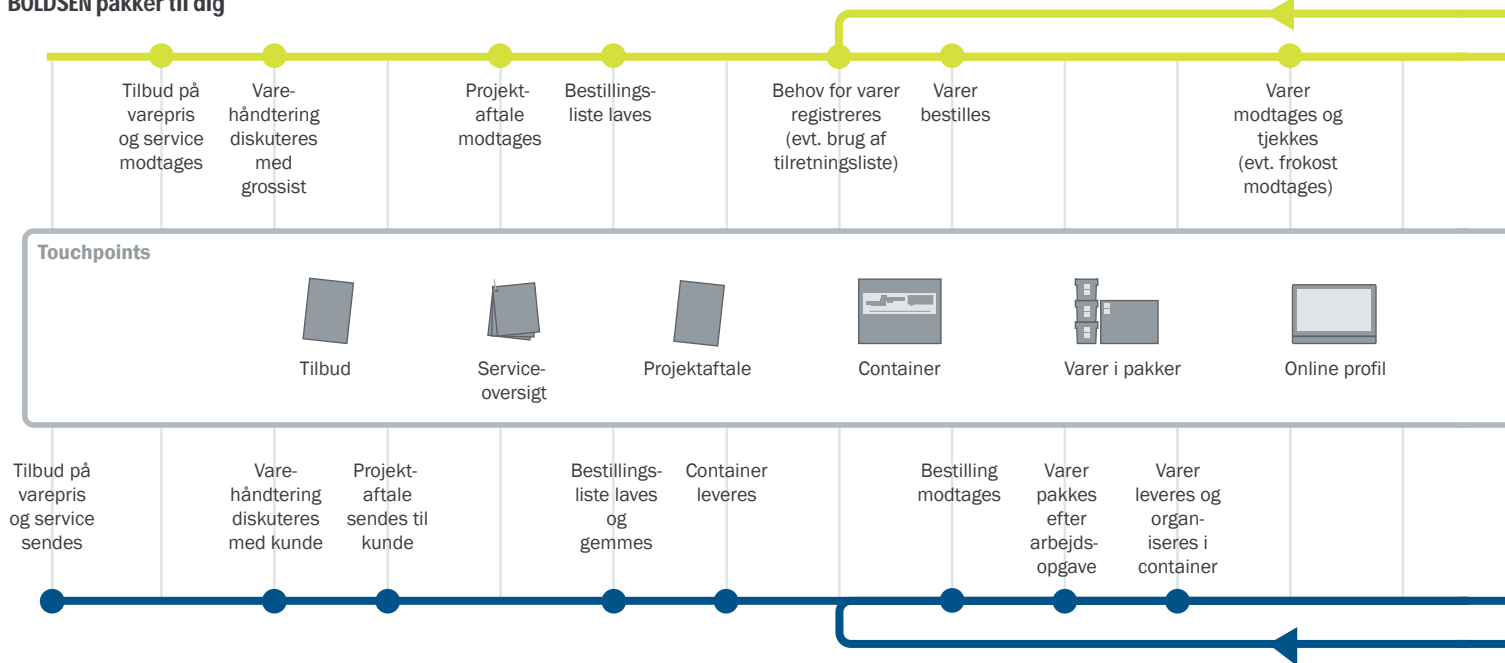 BOLDSEN pakker til dig
Tilbud på
varepris
og service
modtages
Vare-
håndtering
diskuteres
med
grossist
Projekt-
aftale
modtages
Bestillings-
liste laves
Behov for varer
registreres
(evt. brug af
tilretningsliste)
Varer
bestilles
Varer
modtages og
tjekkes
(evt. frokost
modtages)
Touchpoints
Tilbud
Service-
oversigt
Projektaftale
Container
Varer i pakker
Online profil
Tilbud på
varepris
og service
sendes
Vare-
håndtering
diskuteres
med kunde
Projekt-
aftale
sendes til
kunde
Bestillings-
liste laves
og
gemmes
Container
leveres
Bestilling
modtages
Varer
pakkes
efter
arbejds-
opgave
Varer
leveres og
organ-
iseres i
container